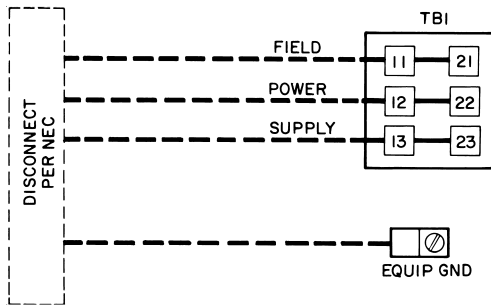 TB1
FIELD
11 21
POWER
12 22
SUPPLY
13 23
DISCONNECT
PER NEC
EQUIP GND